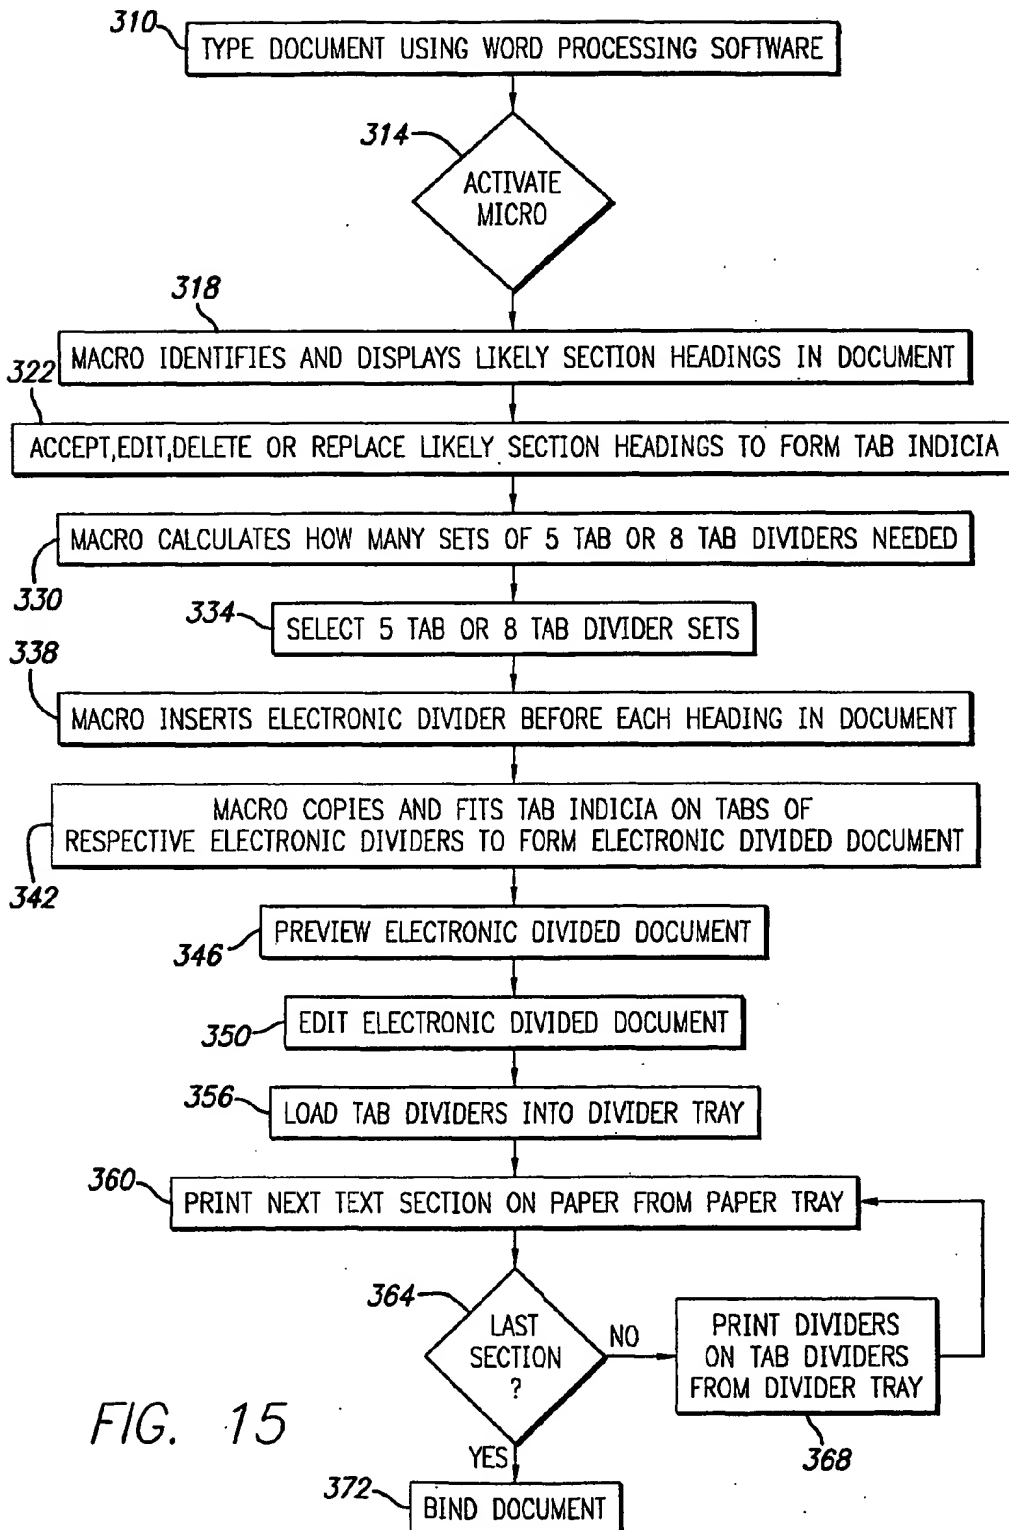 310
TYPE DOCUMENT USING WORD PROCESSING SOFTWARE
314
ACTIVATE
MICRO
318
MACRO IDENTIFIES AND DISPLAYS LIKELY SECTION HEADINGS IN DOCUMENT
322
ACCEPT,EDIT,DELETE OR REPLACE LIKELY SECTION HEADINGS TO FORM TAB INDICIA
MACRO CALCULATES HOW MANY SETS OF 5 TAB OR 8 TAB DIVIDERS NEEDED
330
334
SELECT 5 TAB OR 8 TAB DIVIDER SETS
338
MACRO INSERTS ELECTRONIC DIVIDER BEFORE EACH HEADING IN DOCUMENT
MACRO COPIES AND FITS TAB INDICIA ON TABS OF
RESPECTIVE ELECTRONIC DIVIDERS TO FORM ELECTRONIC DIVIDED DOCUMENT
342
PREVIEW ELECTRONIC DIVIDED DOCUMENT
346
EDIT ELECTRONIC DIVIDED DOCUMENT
350
356
LOAD TAB DIVIDERS INTO DIVIDER TRAY
360
PRINT NEXT TEXT SECTION ON PAPER FROM PAPER TRAY
364
LAST
SECTION
?
NO
PRINT DIVIDERS
ON TAB DIVIDERS
FROM DIVIDER TRAY
368
FIG. 15
YES
372
BIND DOCUMENT